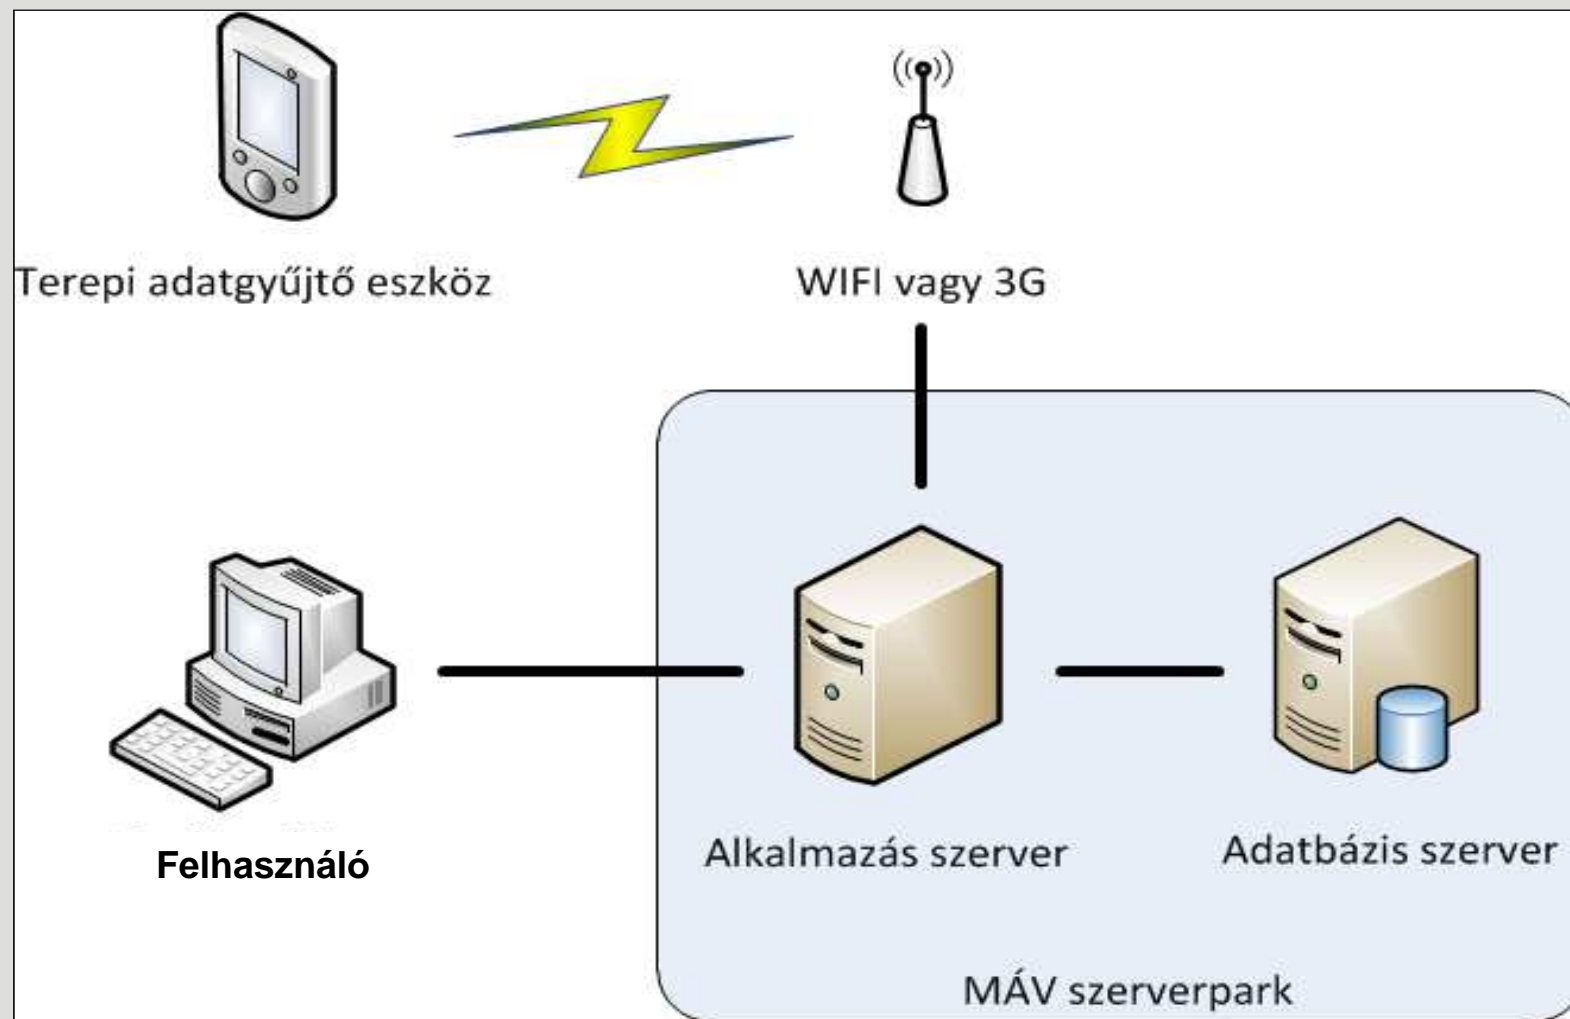 Terepi adatgyűjtő eszköz
WIFI vagy 3G
Felhasználó
Alkalmazás szerver
Adatbázis szerver
MÁV szerverpark